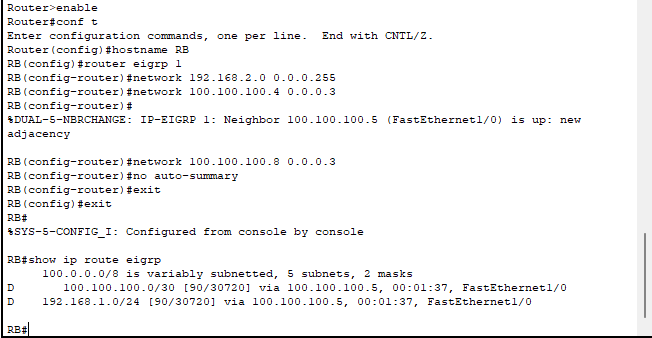 Router>enable
Router#conf t
Enter configuration commands, one per line.  End with CNTL/Z.
Router(config)#hostname RB
RB(config)#router eigrp 1
RB(config-router)#network 192.168.2.0 0.0.0.255
RB(config-router)#network 100.100.100.4 0.0.0.3
RB(config-router)#
%DUAL-5-NBRCHANGE: IP-EIGRP 1: Neighbor 100.100.100.5 (FastEthernet1/0) is up: new
adjacency
RB(config-router)#network 100.100.100.8 0.0.0.3
RB(config-router)#no auto-summary
RB(config-router)#exit
RB(config)#exit
RB#
%SYS-5-CONFIG_I: Configured from console by console
RB#show ip route eigrp
     100.0.0.0/8 is variably subnetted, 5 subnets, 2 masks
D       100.100.100.0/30 [90/30720] via 100.100.100.5, 00:01:37, FastEthernet1/0
D    192.168.1.0/24 [90/30720] via 100.100.100.5, 00:01:37, FastEthernet1/0
RB#